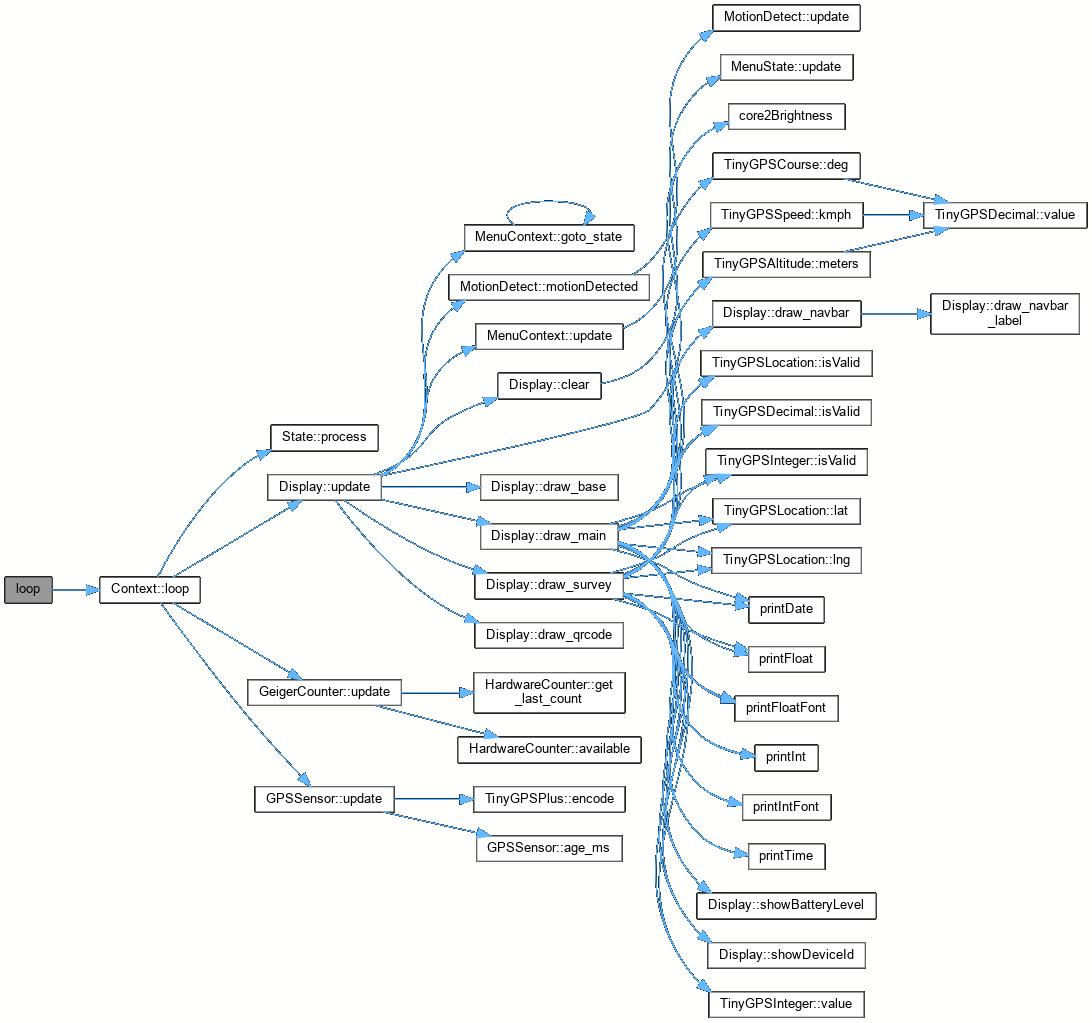 MotionDetect::update
MenuState::update
core2Brightness
TinyGPSCourse::deg
TinyGPSSpeed::kmph
TinyGPSDecimal::value
MenuContext::goto_state
TinyGPSAltitude::meters
MotionDetect::motionDetected
Display::draw_navbar
Display::draw_navbar
_label
MenuContext::update
TinyGPSLocation::isValid
Display::clear
TinyGPSDecimal::isValid
State::process
TinyGPSInteger::isValid
Display::update
Display::draw_base
TinyGPSLocation::lat
Display::draw_main
TinyGPSLocation::lng
loop
Context::loop
Display::draw_survey
printDate
Display::draw_qrcode
printFloat
GeigerCounter::update
HardwareCounter::get
_last_count
printFloatFont
HardwareCounter::available
printInt
GPSSensor::update
TinyGPSPlus::encode
printIntFont
GPSSensor::age_ms
printTime
Display::showBatteryLevel
Display::showDeviceId
TinyGPSInteger::value